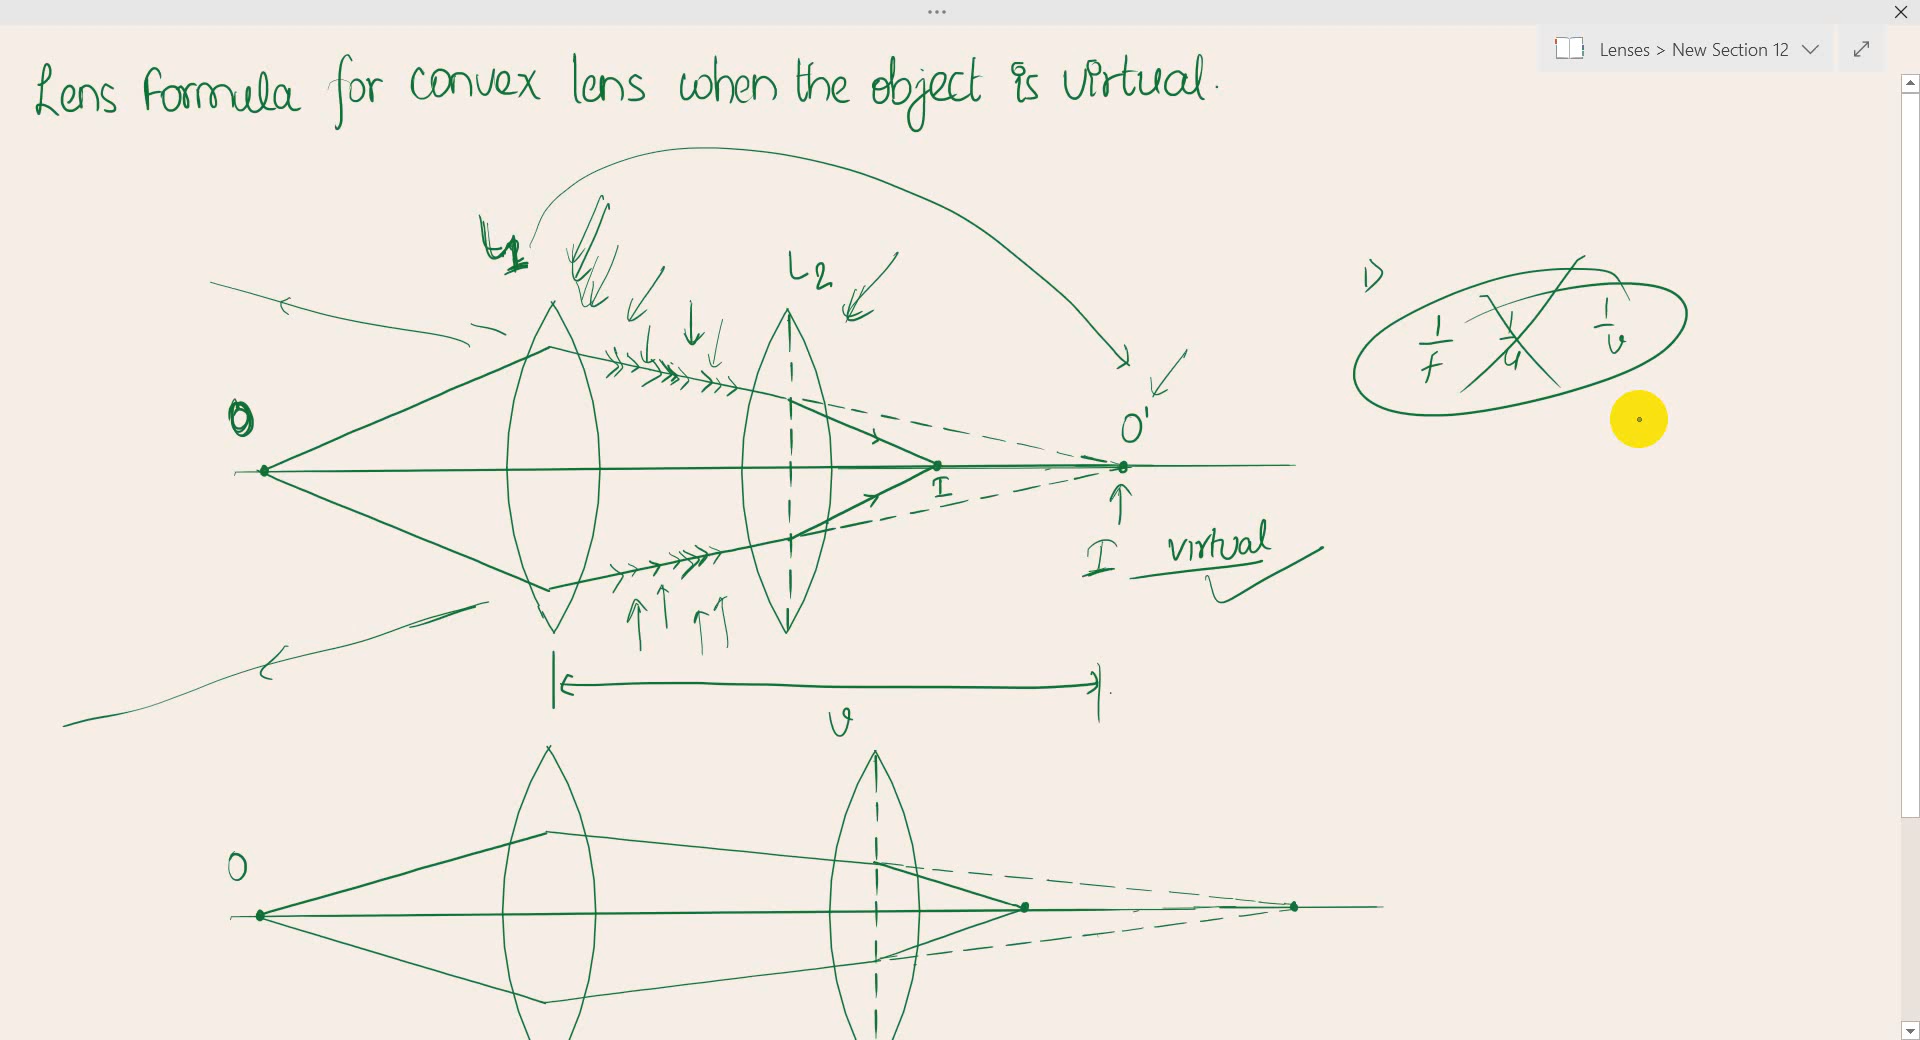 Lenses > New Section 12
Lens formula for convex lens when the object is virtual.
L1
L2
1)
1/f 1/u 1/v
O
O'
I
I virtual
v
O